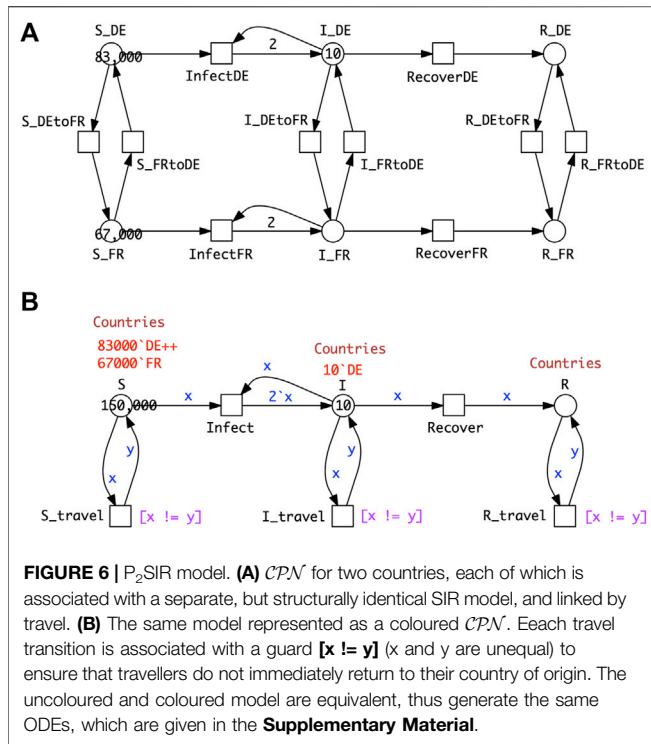 A
S_DE
I_DE
R_DE
83,000
2
10
InfectDE
RecoverDE
S_DEtoFR
I_DEtoFR
R_DEtoFR
S_FRtoDE
I_FRtoDE
R_FRtoDE
67,000
2
S_FR
InfectFR
I_FR
RecoverFR
R_FR
B
Countries
83000`DE++
67000`FR
Countries
10`DE
Countries
S
I
R
x
150,000
x
2`x
10
x
x
Infect
Recover
x
y
x
y
x
y
S_travel
[x != y]
I_travel
[x != y]
R_travel
[x != y]
FIGURE 6 | P₂SIR model. (A) CPN for two countries, each of which is
associated with a separate, but structurally identical SIR model, and linked by
travel. (B) The same model represented as a coloured CPN. Eeach travel
transition is associated with a guard [x != y] (x and y are unequal) to
ensure that travellers do not immediately return to their country of origin. The
uncoloured and coloured model are equivalent, thus generate the same
ODEs, which are given in the Supplementary Material.